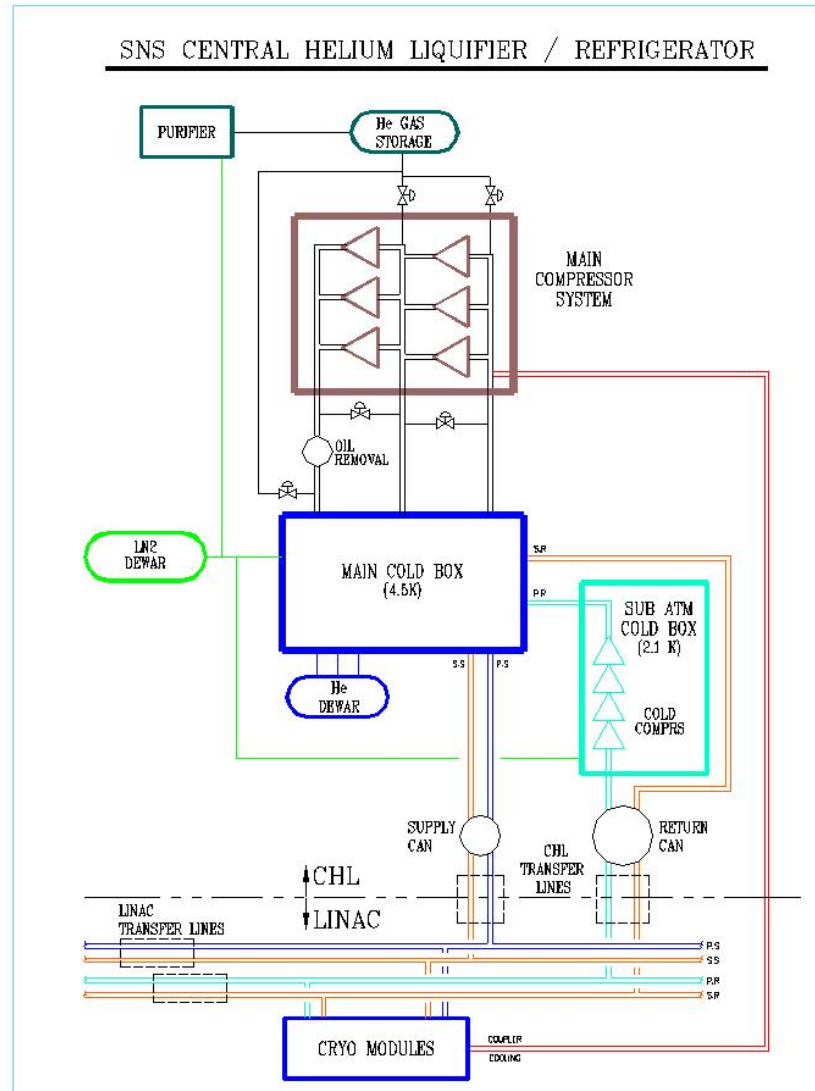 SNS CENTRAL HELIUM LIQUIFIER / REFRIGERATOR
PURIFIER
He GAS
STORAGE
MAIN
COMPRESSOR
SYSTEM
OIL
REMOVAL
LN2
DEWAR
MAIN COLD BOX
(4.5K)
S.R
P.R
SUB ATM
COLD BOX
(2.1 K)
COLD
COMPRS
S.S
P.S
He
DEWAR
SUPPLY
CAN
RETURN
CAN
CHL
TRANSFER
LINES
CHL
LINAC
LINAC
TRANSFER LINES
P.S
S.S
P.R
S.R
CRYO MODULES
COUPLER
COOLING